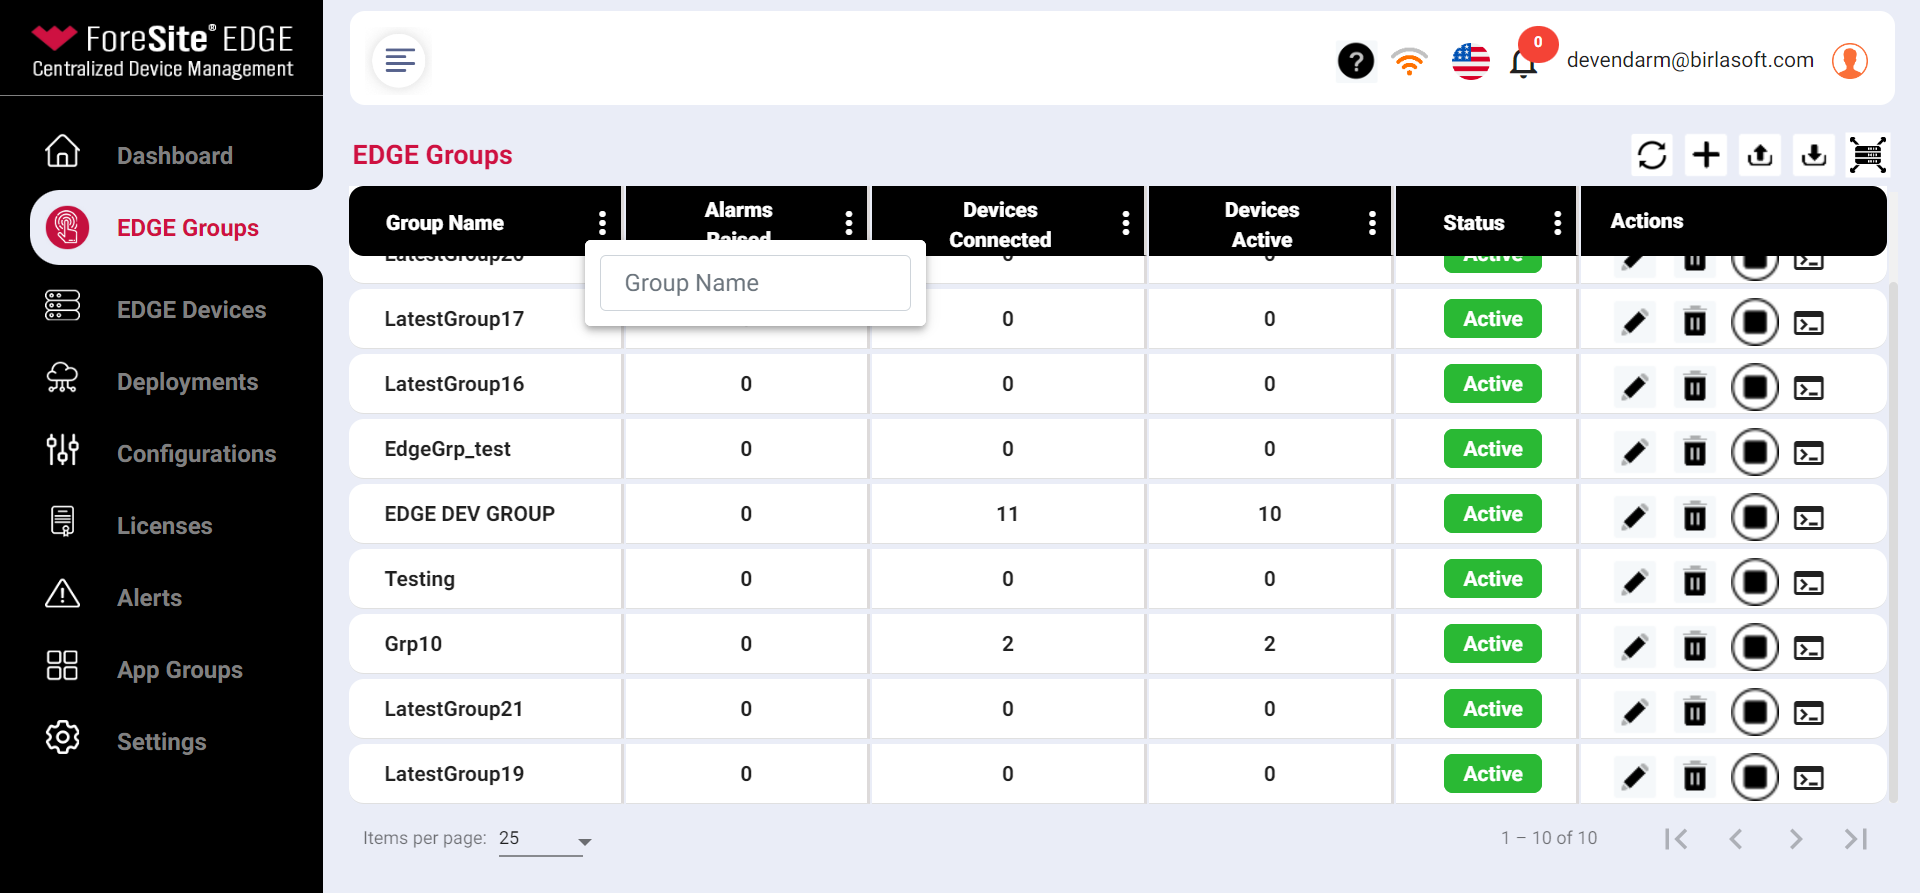 ForeSite® EDGE
Centralized Device Management
Dashboard
EDGE Groups
EDGE Devices
Deployments
Configurations
Licenses
Alerts
App Groups
Settings
?
0
devendarm@birlasoft.com
EDGE Groups
Group Name
Alarms
Raised
Devices
Connected
Devices
Active
Status
Actions
LatestGroup20 0 0 Active
Group Name
LatestGroup17 0 0 Active
LatestGroup16 0 0 0 Active
EdgeGrp_test 0 0 0 Active
EDGE DEV GROUP 0 11 10 Active
Testing 0 0 0 Active
Grp10 0 2 2 Active
LatestGroup21 0 0 0 Active
LatestGroup19 0 0 0 Active
Items per page: 25
1 – 10 of 10